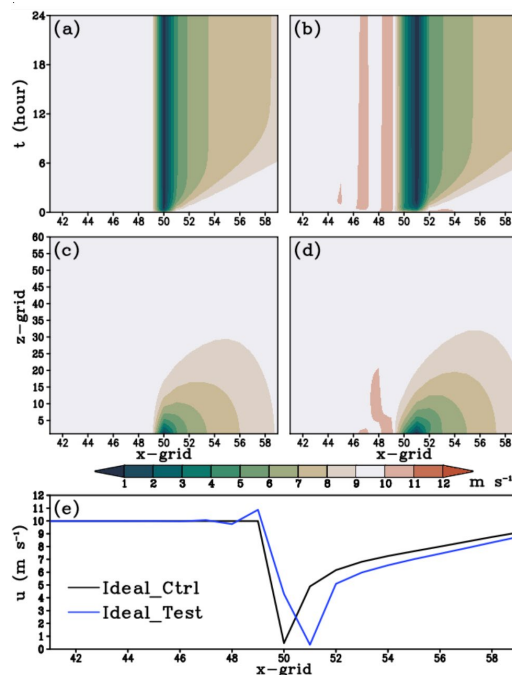 (a) (b)
t (hour)
24
18
12
6
0
42 44 46 48 50 52 54 56 58 42 44 46 48 50 52 54 56 58
(c) (d)
z-grid
60
55
50
45
40
35
30
25
20
15
10
5
42 44 46 48 50 52 54 56 58 42 44 46 48 50 52 54 56 58
x-grid x-grid
1 2 3 4 5 6 7 8 9 10 11 12 m s⁻¹
(e)
u (m s⁻¹)
12
11
10
9
8
7
6
5
4
3
2
1
0
Ideal_Ctrl
Ideal_Test
42 44 46 48 50 52 54 56 58
x-grid